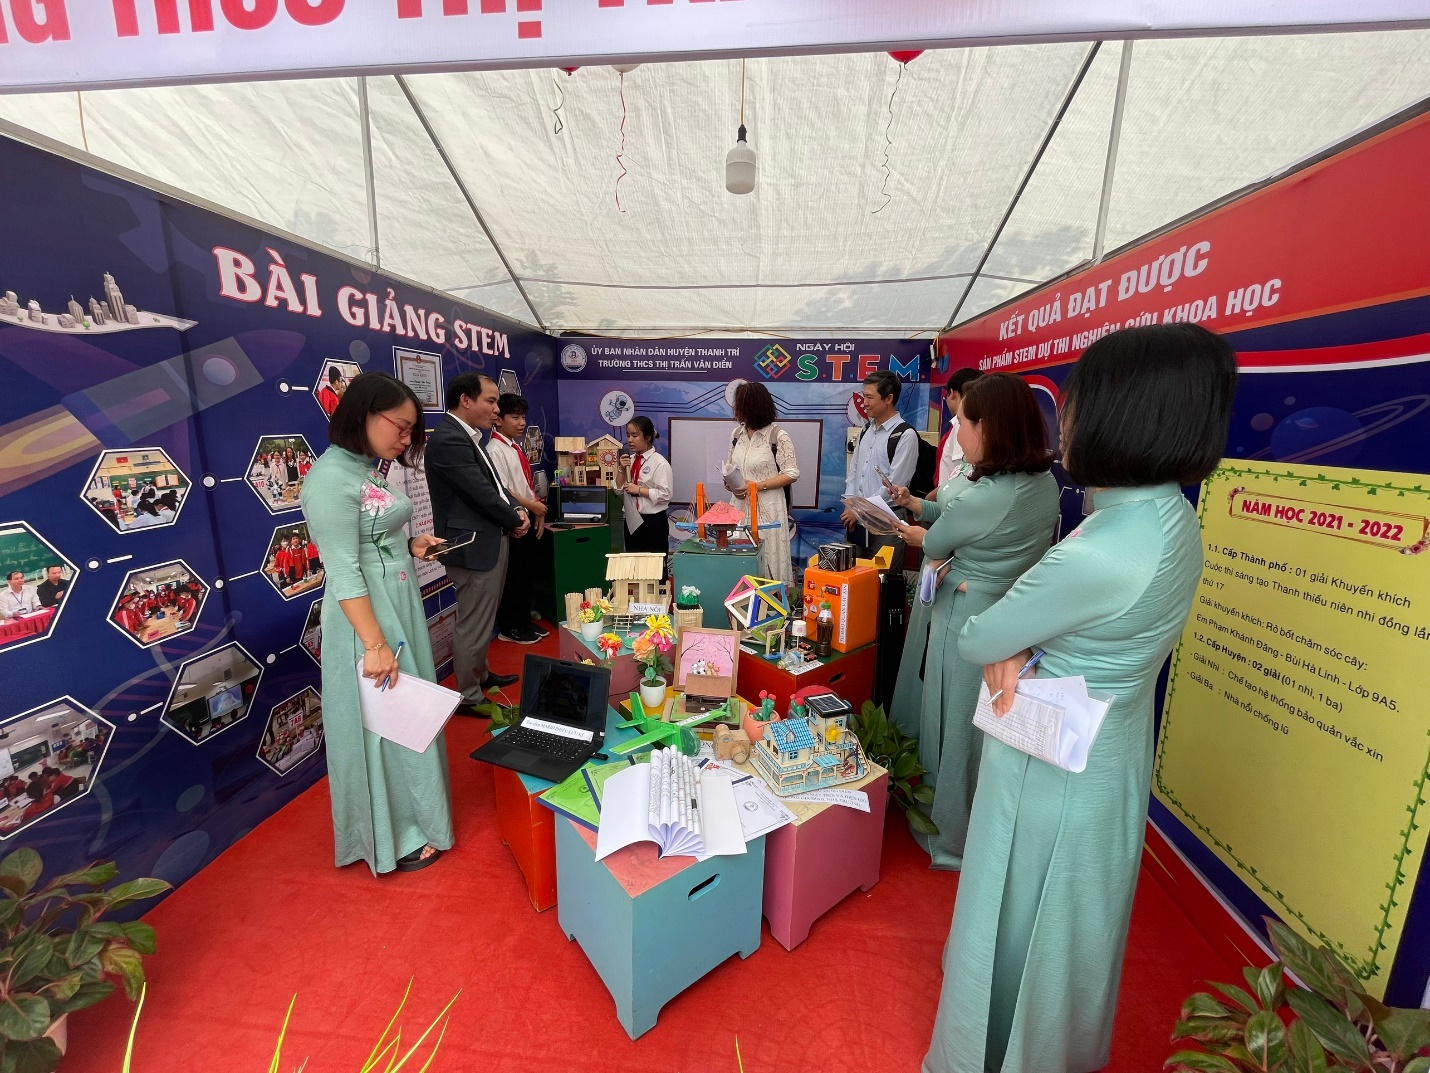 THCS THỊ
BÀI GIẢNG STEM
ỦY BAN NHÂN DÂN HUYỆN THANH TRÌ
TRƯỜNG THCS THỊ TRẤN VĂN ĐIỂN
NGÀY HỘI
S.T.E.M.
KẾT QUẢ ĐẠT ĐƯỢC
SẢN PHẨM STEM DỰ THI NGHIÊN CỨU KHOA HỌC
NĂM HỌC 2021 - 2022
1.1. Cấp Thành phố : 01 giải Khuyến khích
Cuộc thi sáng tạo Thanh thiếu niên nhi đồng lần
thứ 17
Giải khuyến khích: Rô bốt chăm sóc cây:
Em Phạm Khánh Đăng - Bùi Hà Linh - Lớp 9A5.
1.2. Cấp Huyện : 02 giải (01 nhì, 1 ba)
- Giải Nhì : Chế tạo hệ thống bảo quản vắc xin
- Giải Ba : Nhà nổi chống lũ
NHÀ NỔI